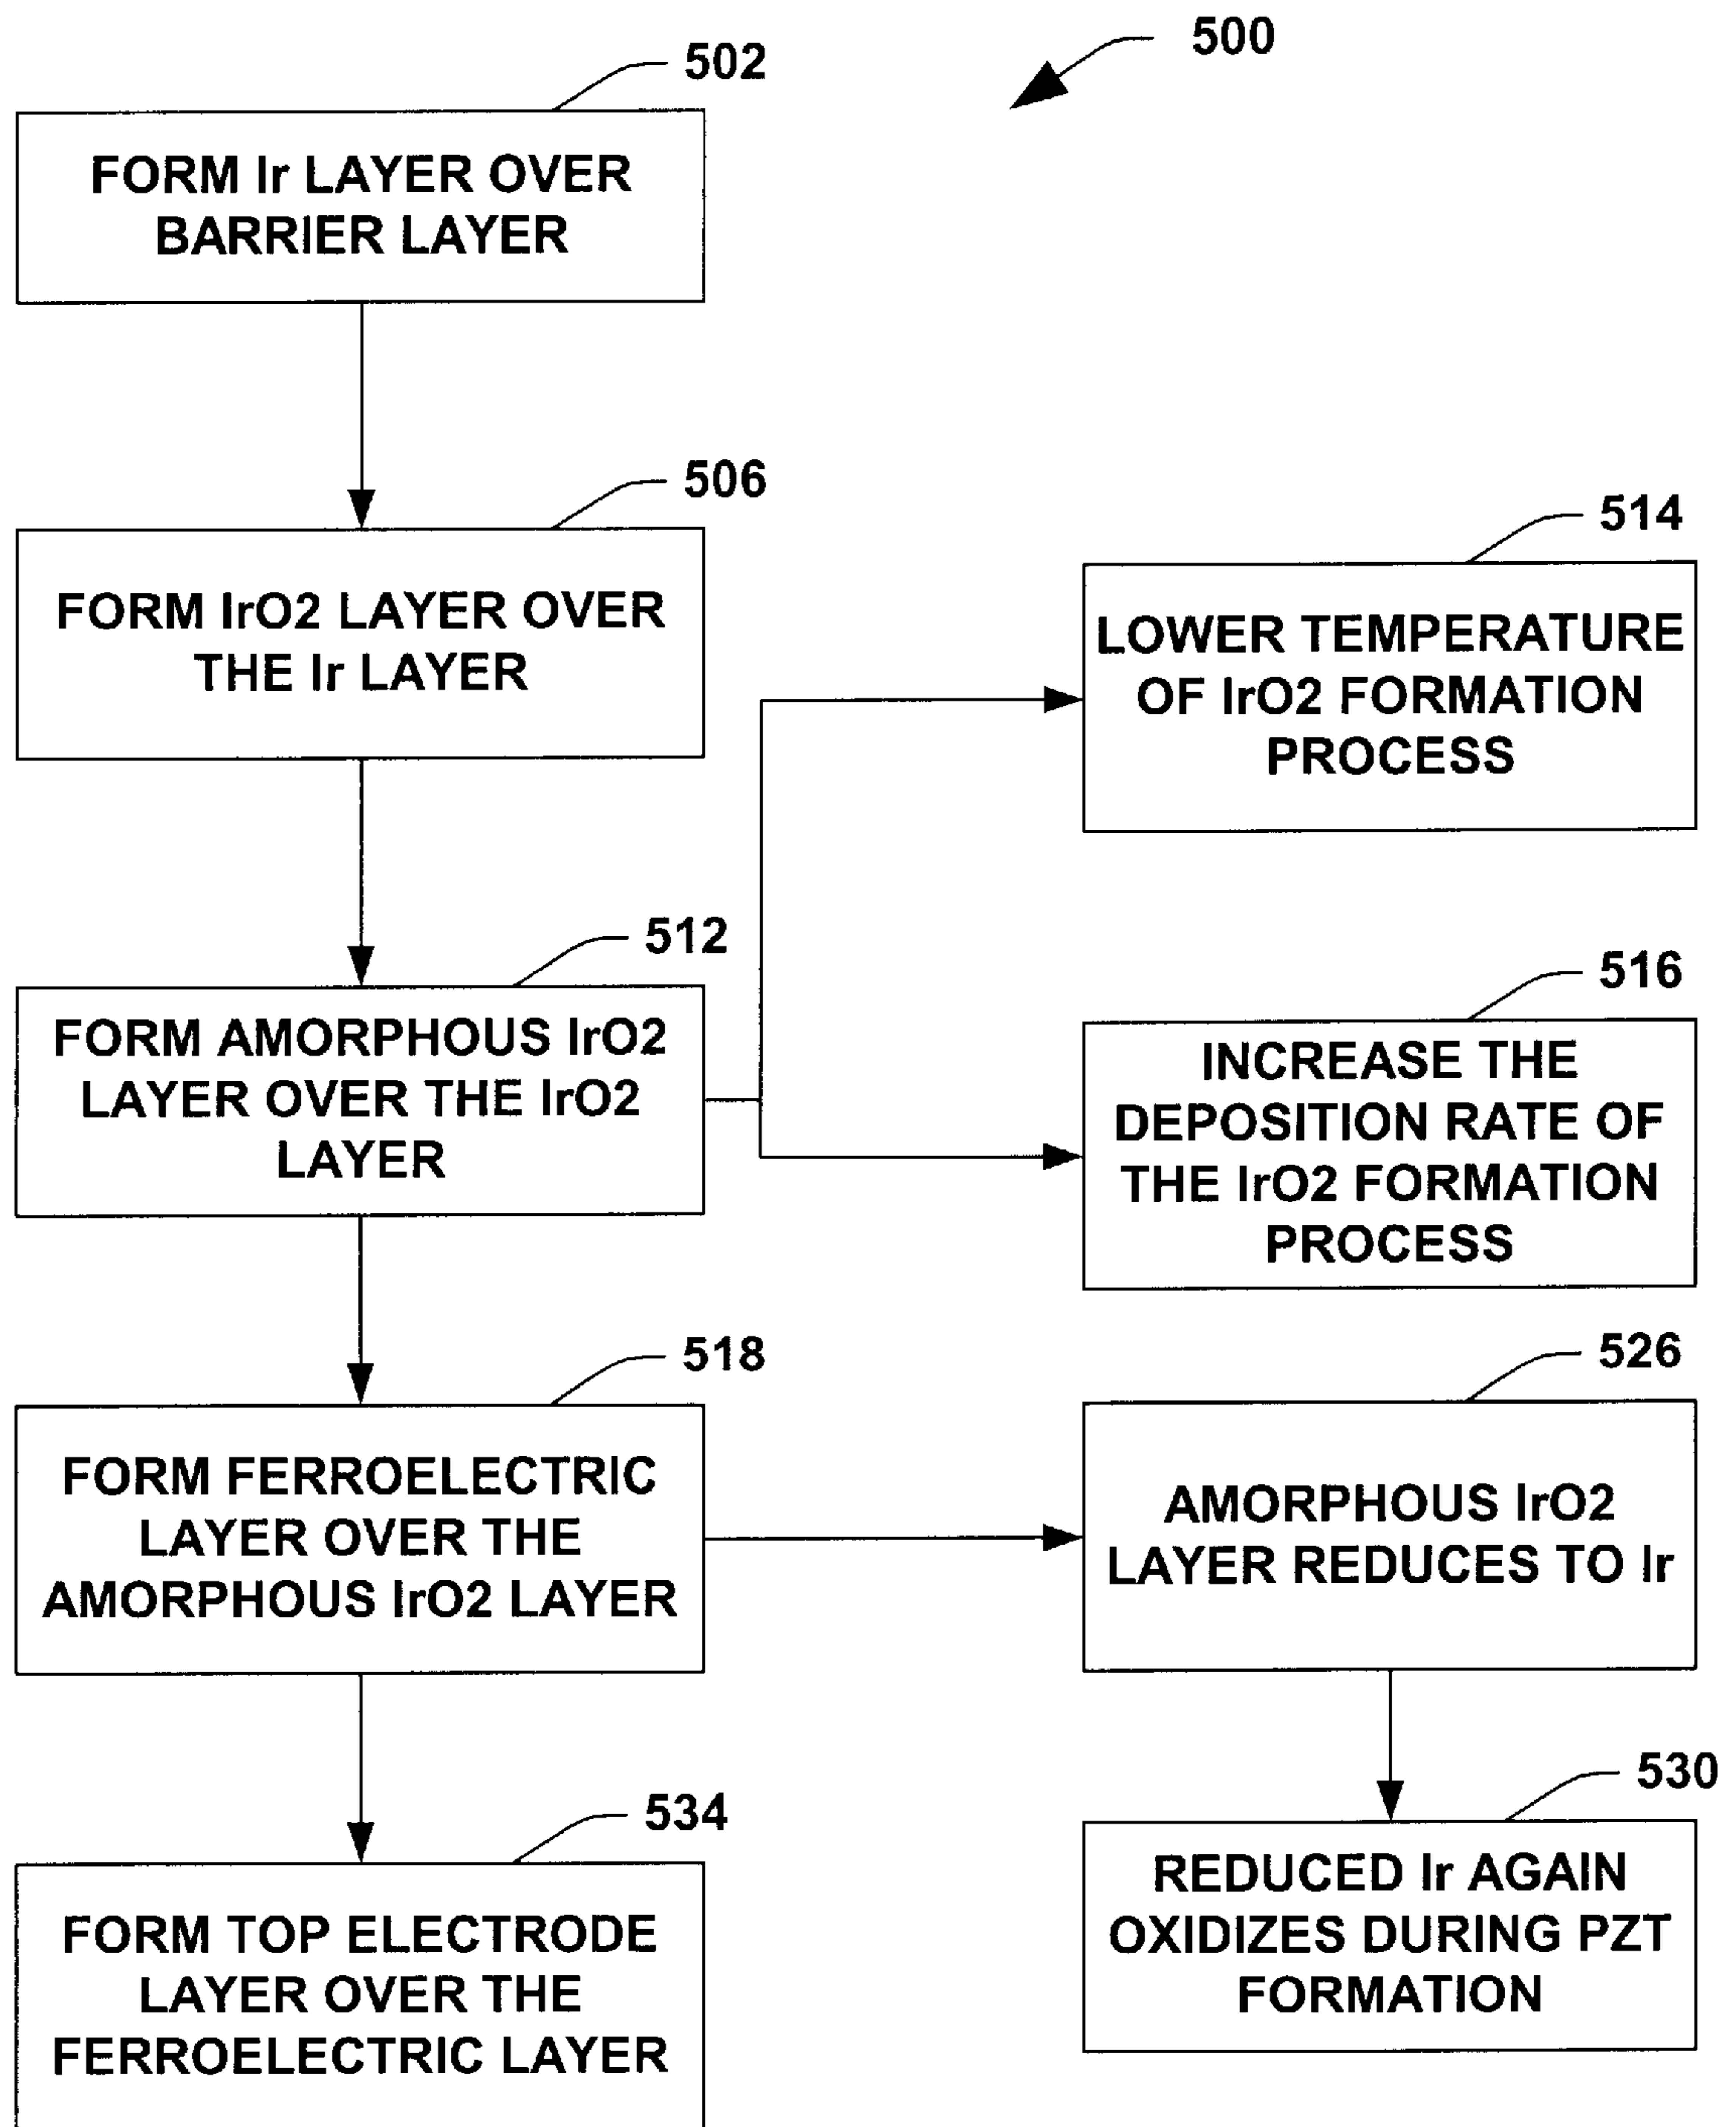 500
502
FORM Ir LAYER OVER
BARRIER LAYER
506
FORM IrO2 LAYER OVER
THE Ir LAYER
514
LOWER TEMPERATURE
OF IrO2 FORMATION
PROCESS
512
FORM AMORPHOUS IrO2
LAYER OVER THE IrO2
LAYER
516
INCREASE THE
DEPOSITION RATE OF
THE IrO2 FORMATION
PROCESS
518
FORM FERROELECTRIC
LAYER OVER THE
AMORPHOUS IrO2 LAYER
526
AMORPHOUS IrO2
LAYER REDUCES TO Ir
530
REDUCED Ir AGAIN
OXIDIZES DURING PZT
FORMATION
534
FORM TOP ELECTRODE
LAYER OVER THE
FERROELECTRIC LAYER